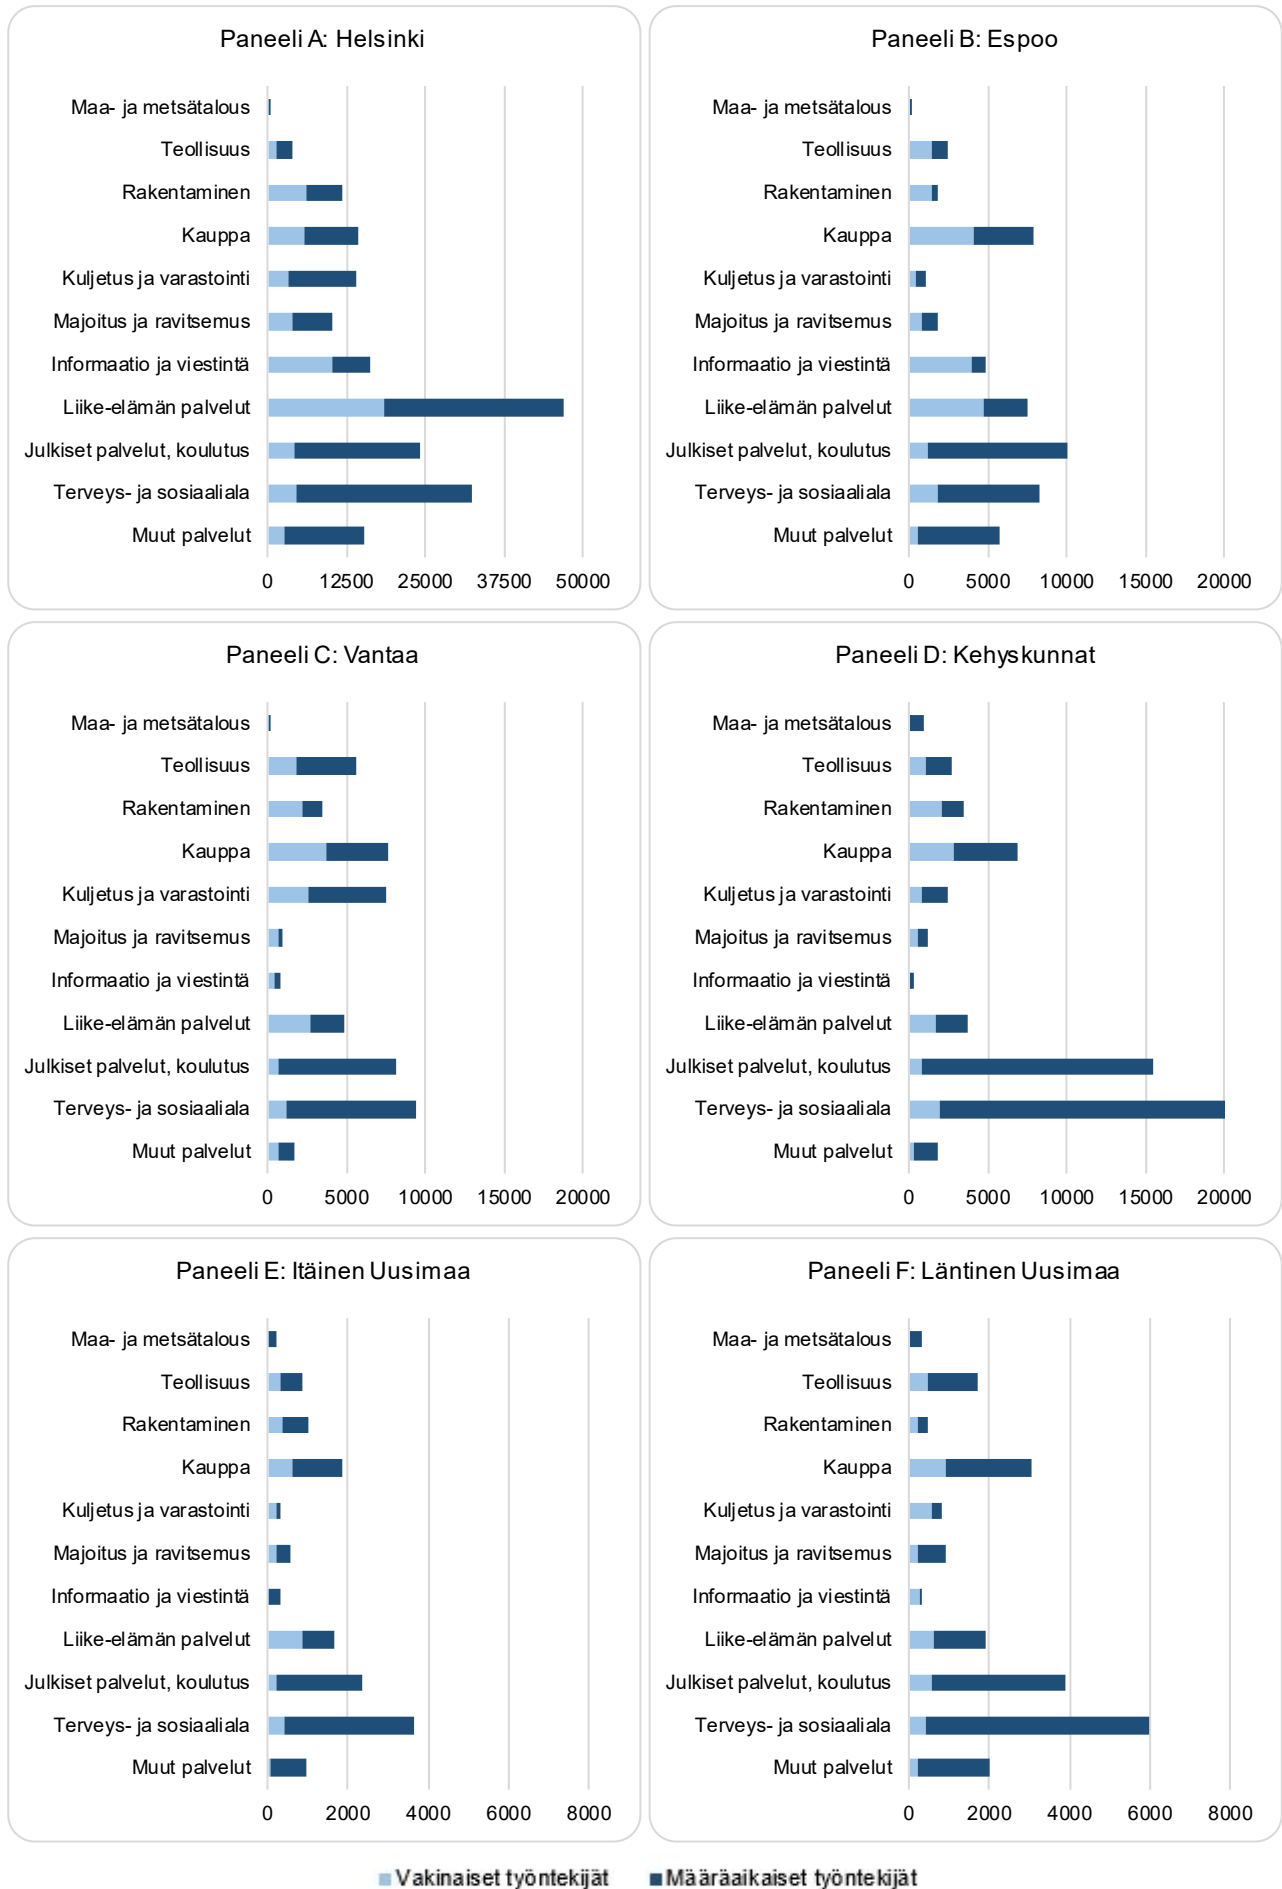 Paneeli A: Helsinki
Maa- ja metsätalous
Teollisuus
Rakentaminen
Kauppa
Kuljetus ja varastointi
Majoitus ja ravitsemus
Informaatio ja viestintä
Liike-elämän palvelut
Julkiset palvelut, koulutus
Terveys- ja sosiaaliala
Muut palvelut
0 12500 25000 37500 50000
Paneeli B: Espoo
Maa- ja metsätalous
Teollisuus
Rakentaminen
Kauppa
Kuljetus ja varastointi
Majoitus ja ravitsemus
Informaatio ja viestintä
Liike-elämän palvelut
Julkiset palvelut, koulutus
Terveys- ja sosiaaliala
Muut palvelut
0 5000 10000 15000 20000
Paneeli C: Vantaa
Maa- ja metsätalous
Teollisuus
Rakentaminen
Kauppa
Kuljetus ja varastointi
Majoitus ja ravitsemus
Informaatio ja viestintä
Liike-elämän palvelut
Julkiset palvelut, koulutus
Terveys- ja sosiaaliala
Muut palvelut
0 5000 10000 15000 20000
Paneeli D: Kehyskunnat
Maa- ja metsätalous
Teollisuus
Rakentaminen
Kauppa
Kuljetus ja varastointi
Majoitus ja ravitsemus
Informaatio ja viestintä
Liike-elämän palvelut
Julkiset palvelut, koulutus
Terveys- ja sosiaaliala
Muut palvelut
0 5000 10000 15000 20000
Paneeli E: Itäinen Uusimaa
Maa- ja metsätalous
Teollisuus
Rakentaminen
Kauppa
Kuljetus ja varastointi
Majoitus ja ravitsemus
Informaatio ja viestintä
Liike-elämän palvelut
Julkiset palvelut, koulutus
Terveys- ja sosiaaliala
Muut palvelut
0 2000 4000 6000 8000
Paneeli F: Läntinen Uusimaa
Maa- ja metsätalous
Teollisuus
Rakentaminen
Kauppa
Kuljetus ja varastointi
Majoitus ja ravitsemus
Informaatio ja viestintä
Liike-elämän palvelut
Julkiset palvelut, koulutus
Terveys- ja sosiaaliala
Muut palvelut
0 2000 4000 6000 8000
Vakinaiset työntekijät Määräaikaiset työntekijät